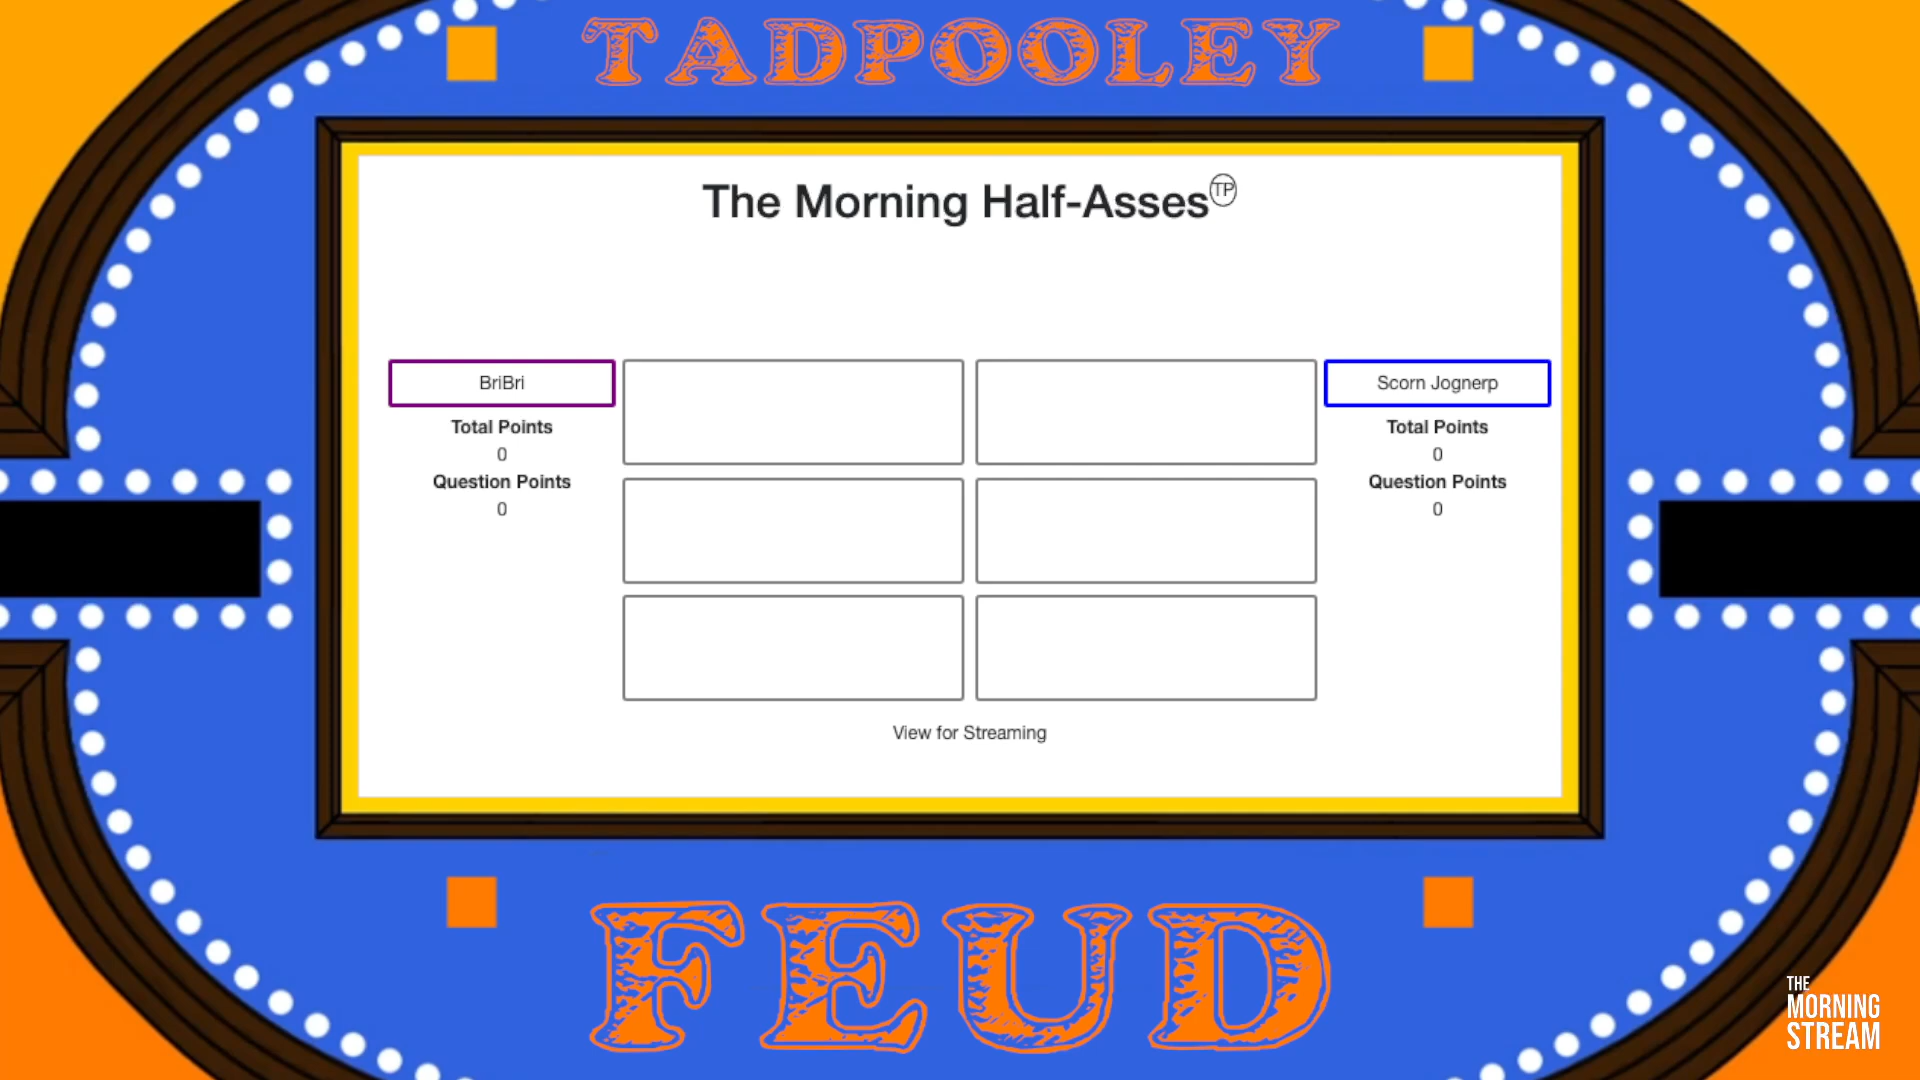 TADPOOLEY
The Morning Half-Asses TP
BriBri
Total Points
0
Question Points
0
Scorn Jognerp
Total Points
0
Question Points
0
View for Streaming
FEUD
THE
MORNING
STREAM